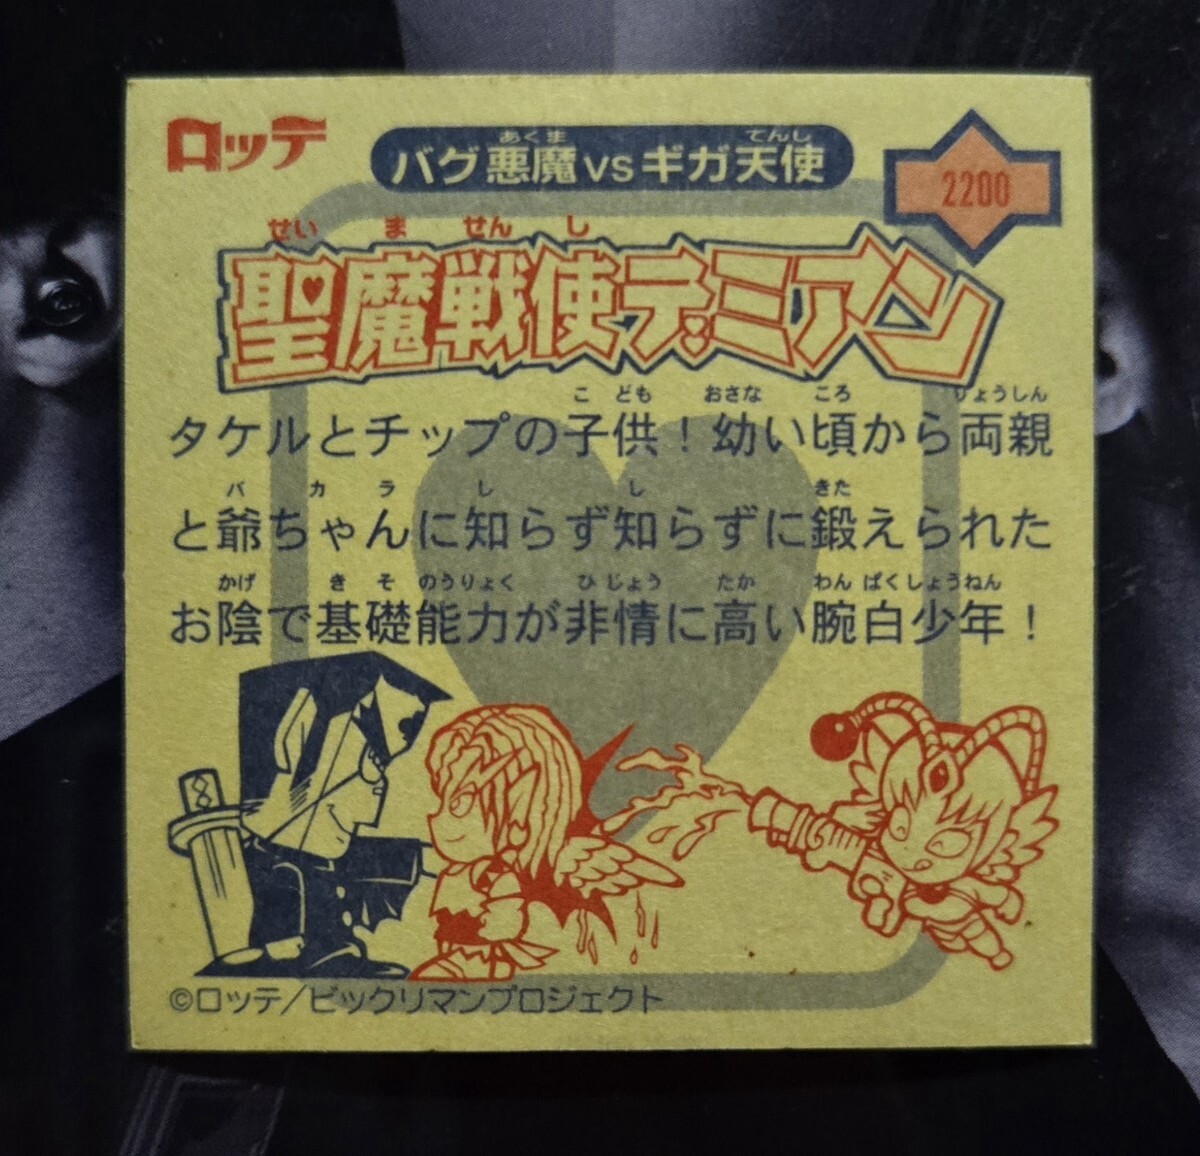 ロッテ
あくま てんし
バグ悪魔vsギガ天使
2200
せい ま せん し
聖魔戦使デミアン
こ ども おさな ころ りょうしん
タケルとチップの子供！幼い頃から両親
バ カ ラ し し きた
と爺ちゃんに知らず知らずに鍛えられた
かげ き そ のうりょく ひ じょう たか わん ぱくしょうねん
お陰で基礎能力が非情に高い腕白少年！
©ロッテ/ビックリマンプロジェクト